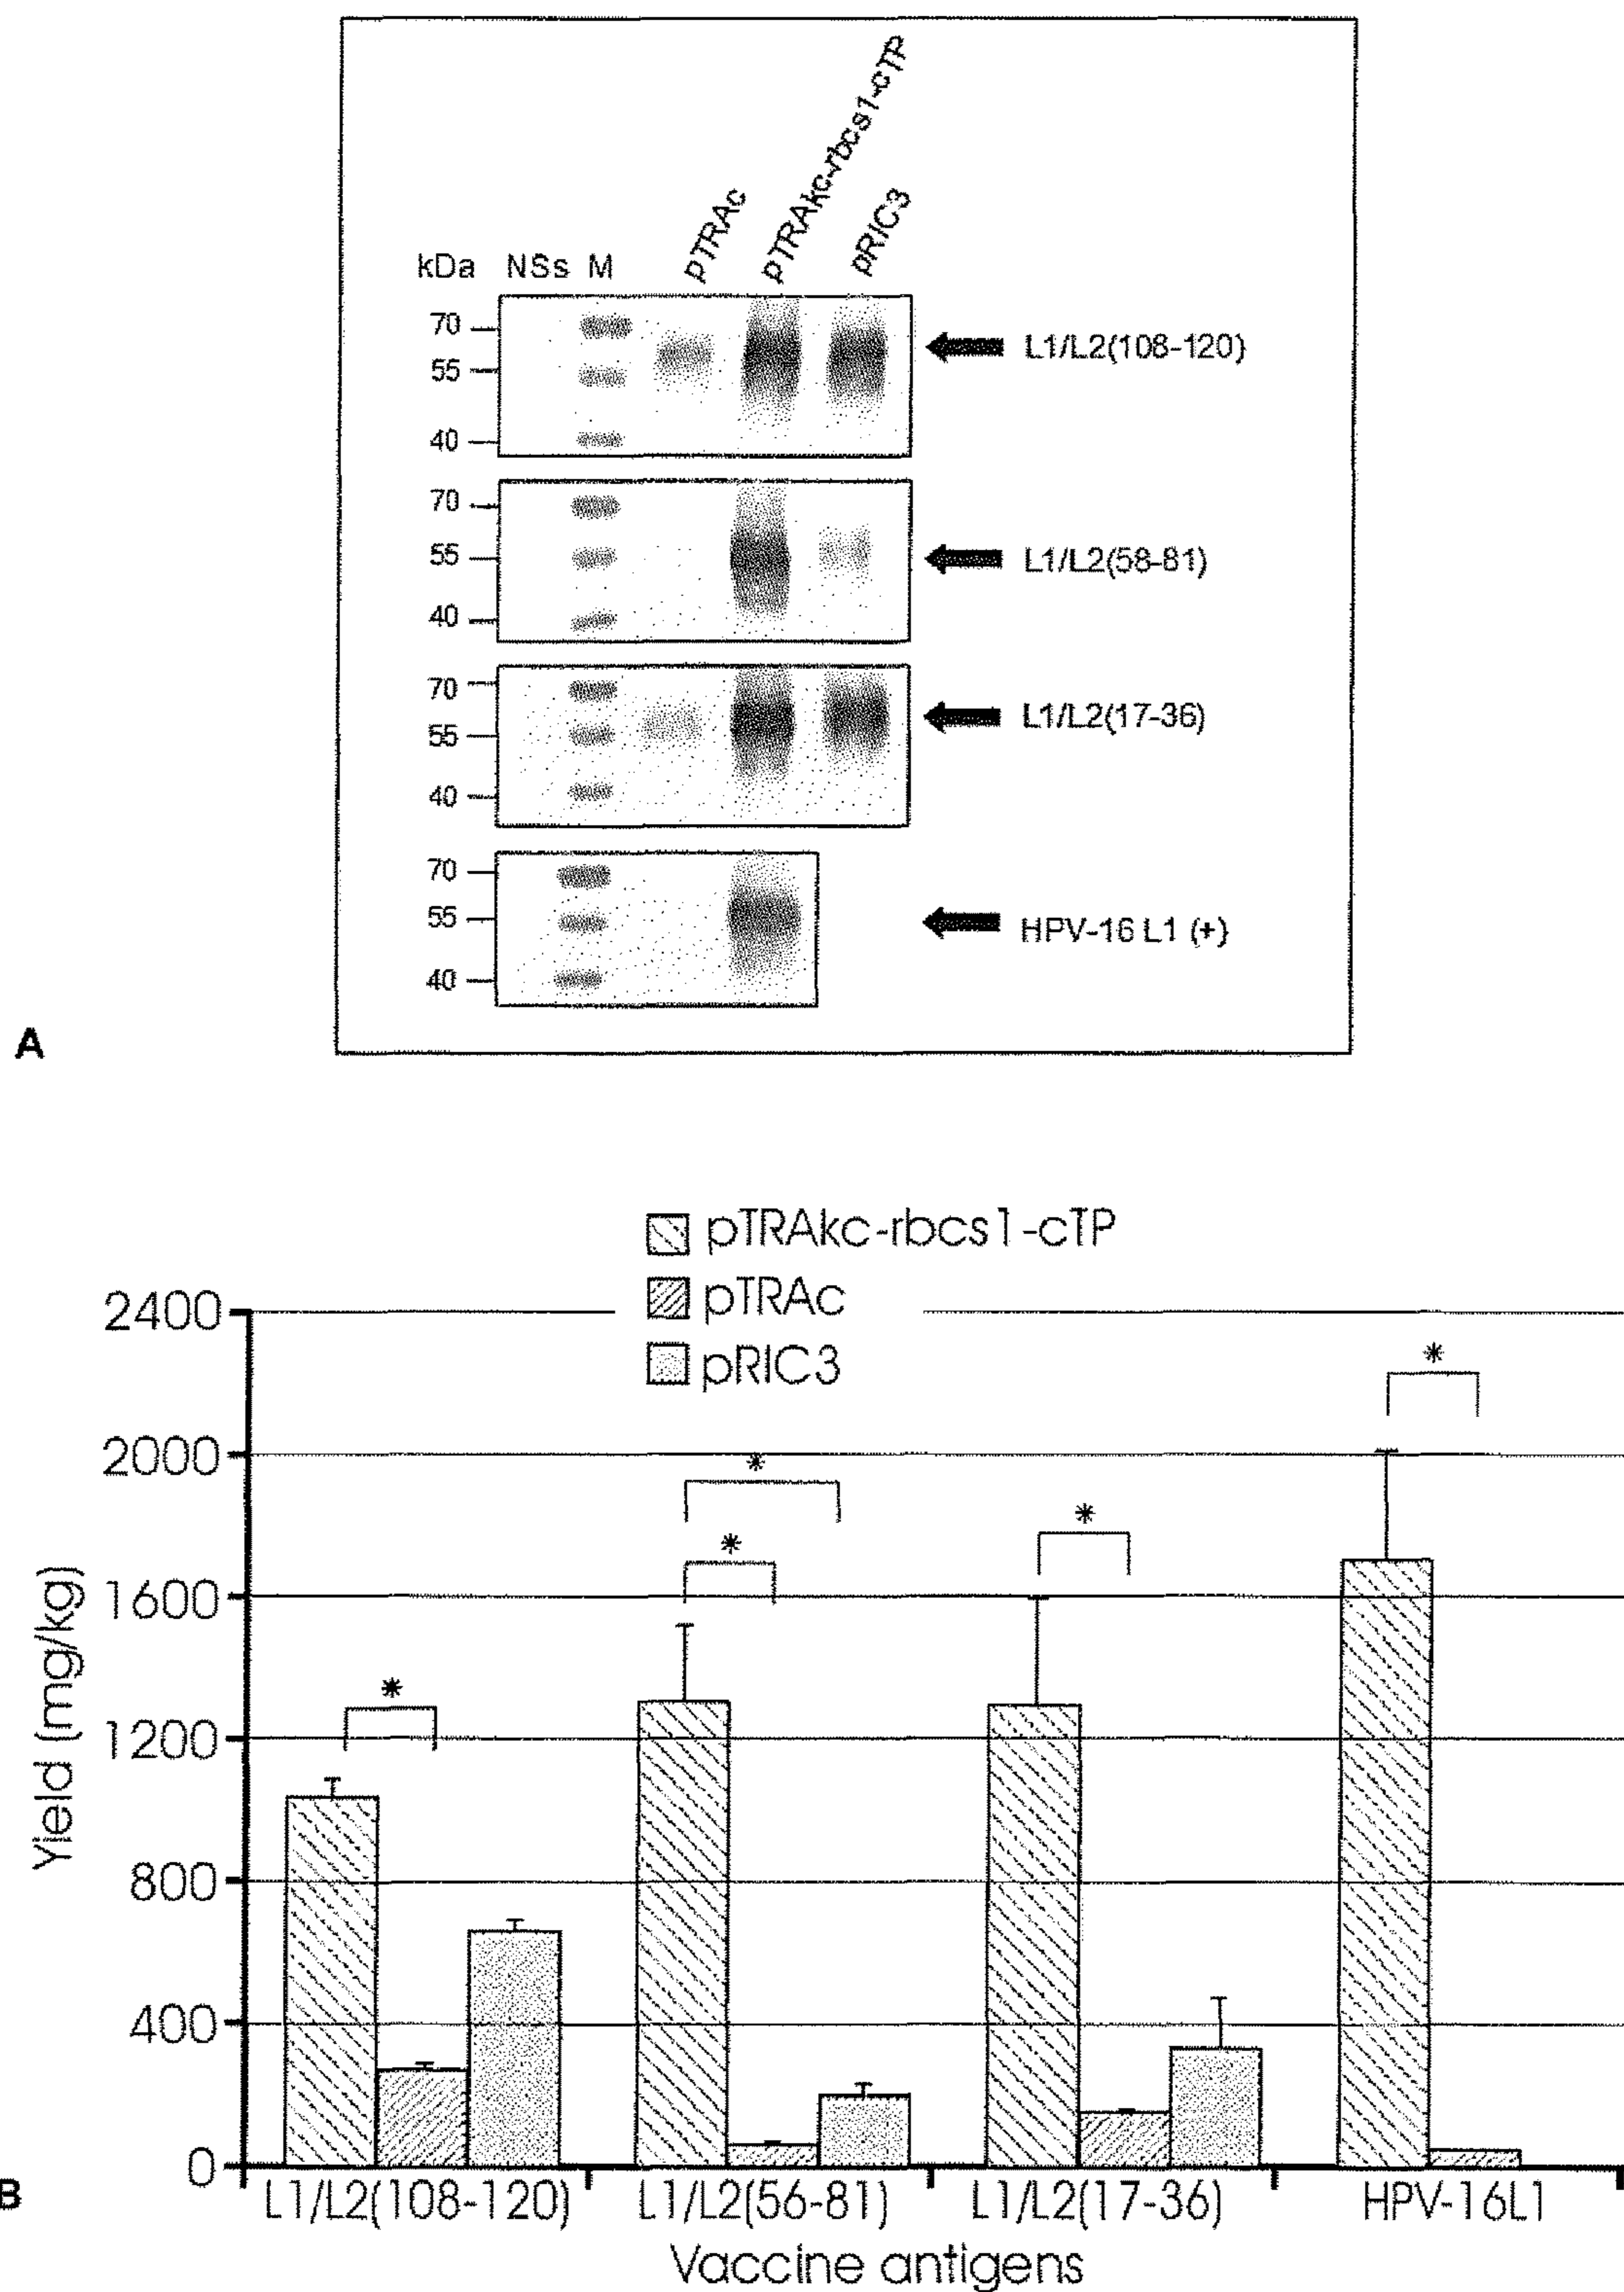 pTRAc pTRAkc-rbcs1-cTP pRIC3
kDa NSs M
70
55
40
L1/L2(108-120)
70
55
40
L1/L2(58-81)
70
55
40
L1/L2(17-36)
70
55
40
HPV-16 L1 (+)
A
pTRAkc-rbcs1-cTP
pTRAc
pRIC3
2400
2000
1600
1200
800
400
0
Yield (mg/kg)
*
*
*
*
*
L1/L2(108-120) L1/L2(56-81) L1/L2(17-36) HPV-16L1
Vaccine antigens
B